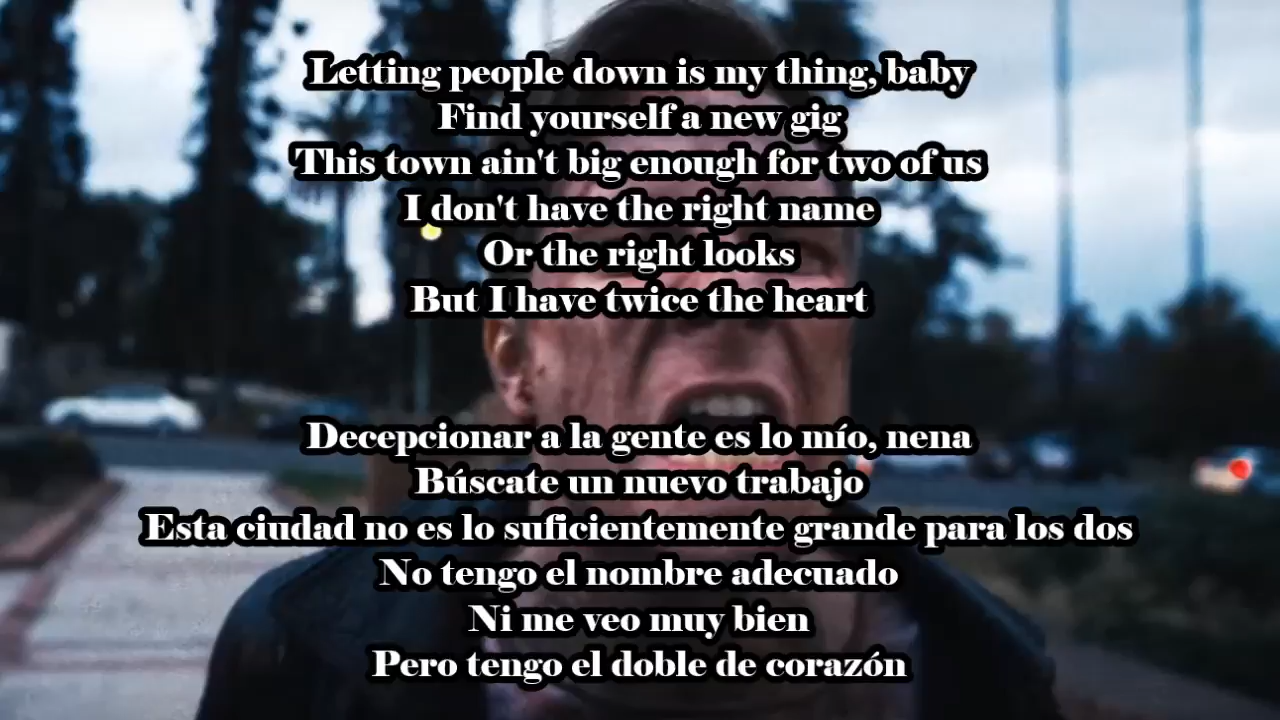 Letting people down is my thing, baby
Find yourself a new gig
This town ain't big enough for two of us
I don't have the right name
Or the right looks
But I have twice the heart
Decepcionar a la gente es lo mío, nena
Búscate un nuevo trabajo
Esta ciudad no es lo suficientemente grande para los dos
No tengo el nombre adecuado
Ni me veo muy bien
Pero tengo el doble de corazón